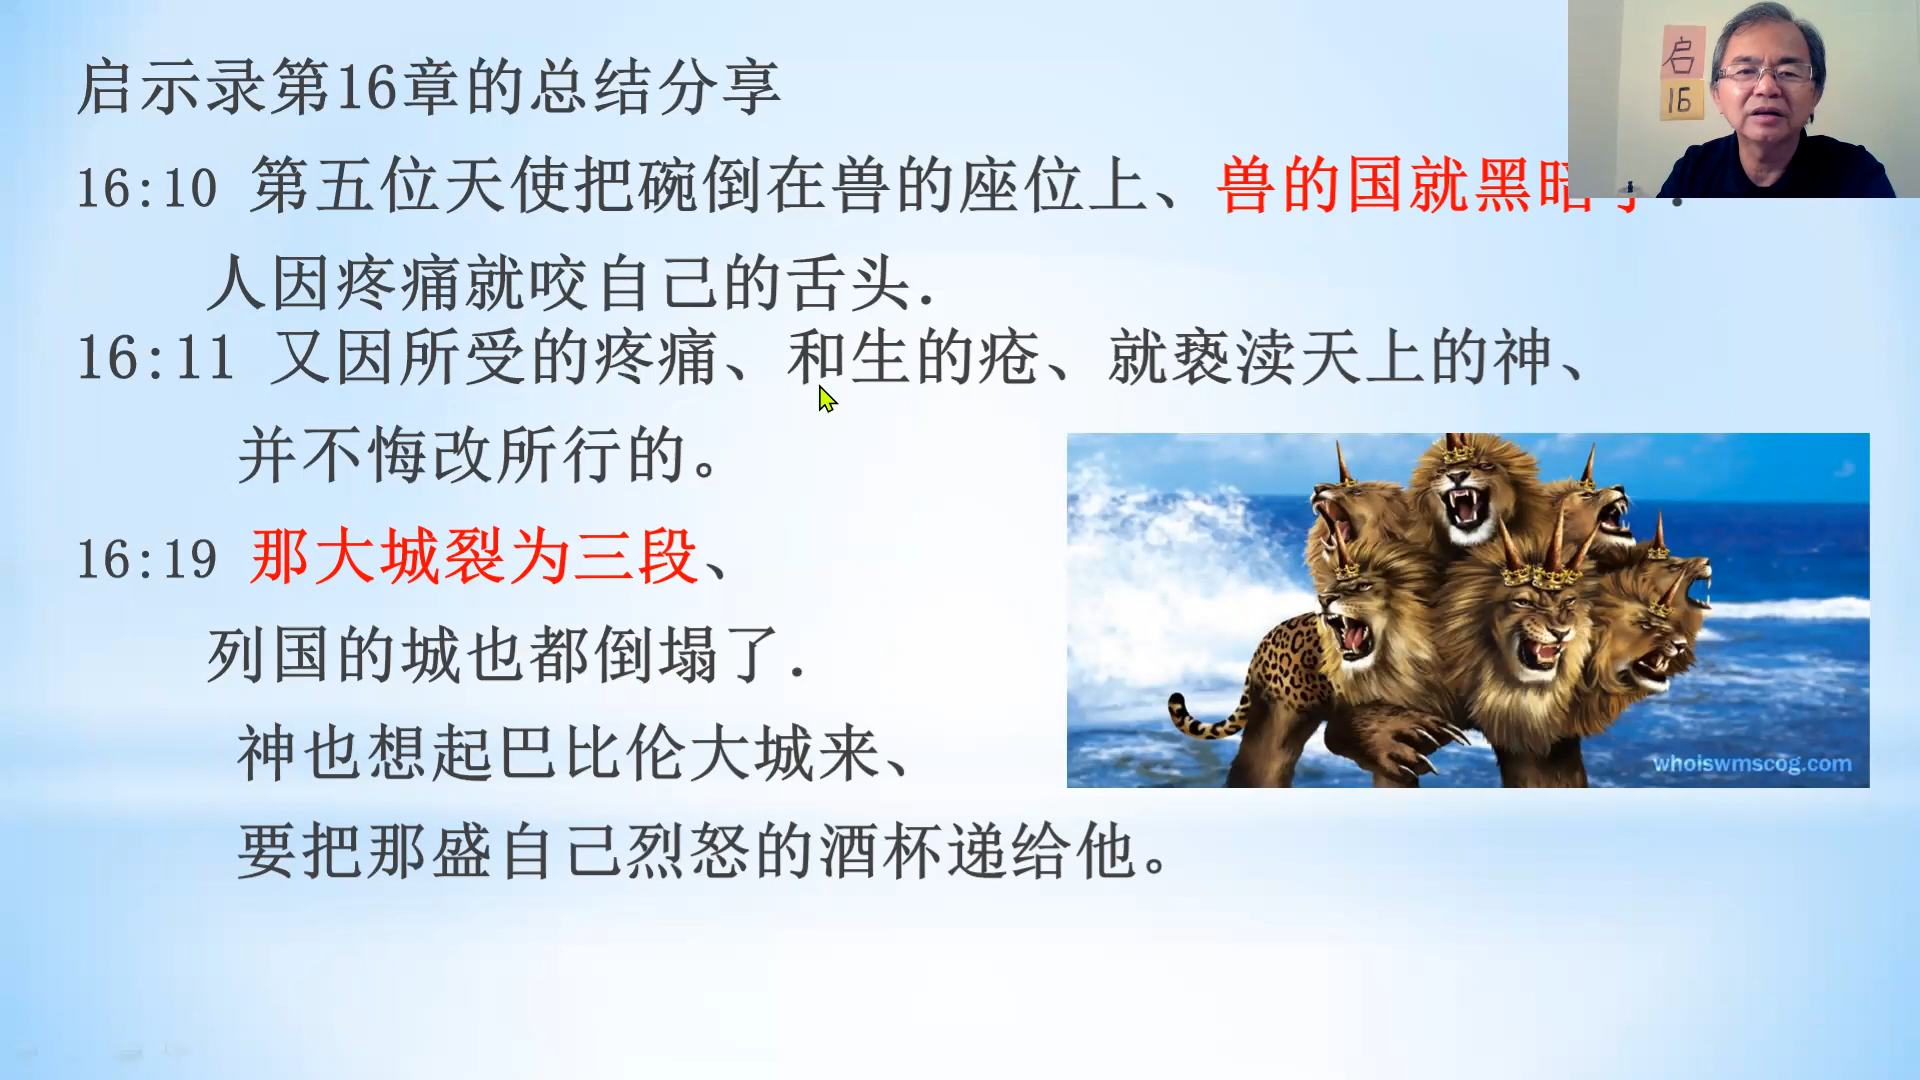 启示录第16章的总结分享
启
16
16:10 第五位天使把碗倒在兽的座位上、兽的国就黑暗了.
人因疼痛就咬自己的舌头.
16:11 又因所受的疼痛、和生的疮、就亵渎天上的神、
并不悔改所行的。
16:19 那大城裂为三段、
列国的城也都倒塌了.
神也想起巴比伦大城来、
要把那盛自己烈怒的酒杯递给他。
whoiswmscog.com